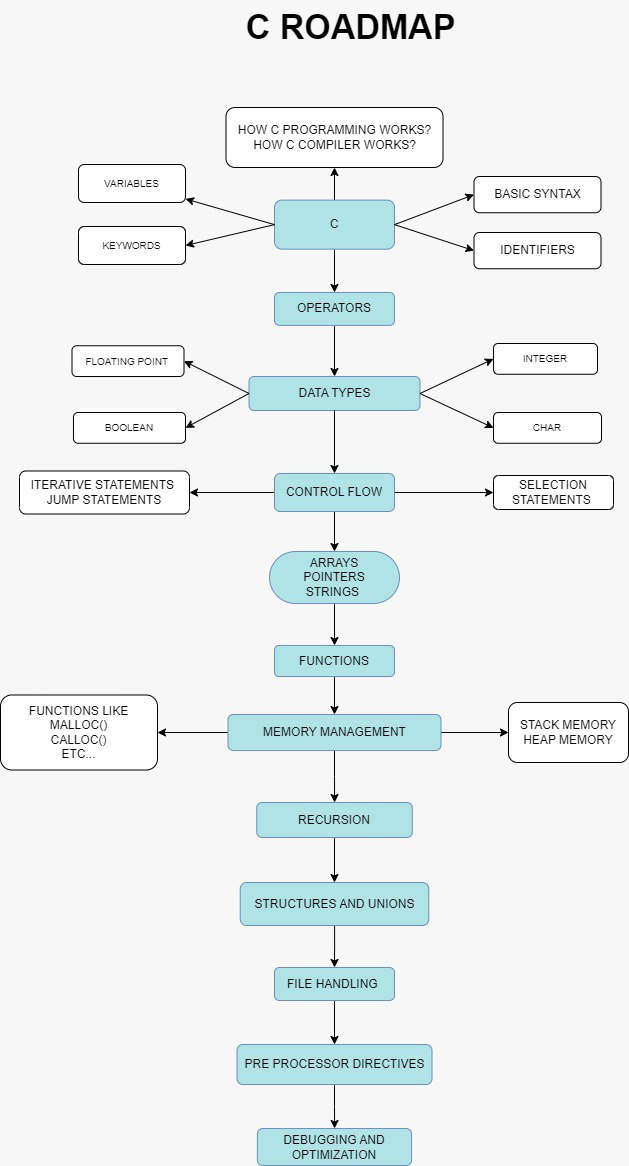 C ROADMAP
HOW C PROGRAMMING WORKS?
HOW C COMPILER WORKS?
VARIABLES
BASIC SYNTAX
C
KEYWORDS
IDENTIFIERS
OPERATORS
FLOATING POINT
INTEGER
DATA TYPES
BOOLEAN
CHAR
ITERATIVE STATEMENTS
JUMP STATEMENTS
CONTROL FLOW
SELECTION
STATEMENTS
ARRAYS
POINTERS
STRINGS
FUNCTIONS
FUNCTIONS LIKE
MALLOC()
CALLOC()
ETC...
MEMORY MANAGEMENT
STACK MEMORY
HEAP MEMORY
RECURSION
STRUCTURES AND UNIONS
FILE HANDLING
PRE PROCESSOR DIRECTIVES
DEBUGGING AND
OPTIMIZATION